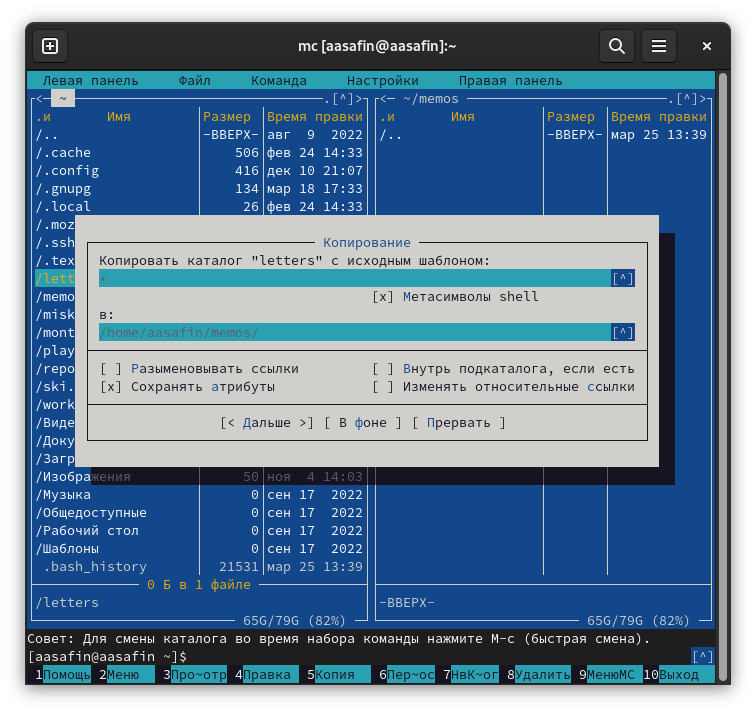 mc [aasafin@aasafin]:~
Левая панель Файл Команда Настройки Правая панель
<─ ~ ─.[^]> <─ ~/memos ─.[^]>
.и Имя Размер Время правки .и Имя Размер Время правки
/.. -ВВЕРХ- авг 9 2022 /.. -ВВЕРХ- мар 25 13:39
/.cache 506 фев 24 14:33
/.config 416 дек 10 21:07
/.gnupg 134 мар 18 17:33
/.local 26 фев 24 14:33
/.moz
/.ssh
Копирование
/.tex
Копировать каталог "letters" с исходным шаблоном:
/lett
* [^]
/memo
[x] Метасимволы shell
/misk
в:
/mont
/home/aasafin/memos/ [^]
/play
/repo
[ ] Разыменовывать ссылки [ ] Внутрь подкаталога, если есть
/ski.
[x] Сохранять атрибуты [ ] Изменять относительные ссылки
/work
/Виде
[< Дальше >] [ В фоне ] [ Прервать ]
/Доку
/Загр
/Изображения 50 ноя 4 14:03
/Музыка 0 сен 17 2022
/Общедоступные 0 сен 17 2022
/Рабочий стол 0 сен 17 2022
/Шаблоны 0 сен 17 2022
.bash_history 21531 мар 25 13:39
0 Б в 1 файле
/letters -ВВЕРХ-
65G/79G (82%) 65G/79G (82%)
Совет: Для смены каталога во время набора команды нажмите M-c (быстрая смена).
[aasafin@aasafin ~]$ [^]
1Помощь 2Меню 3Про~отр 4Правка 5Копия 6Пер~ос 7НвК~ог 8Удалить 9МенюМС 10Выход